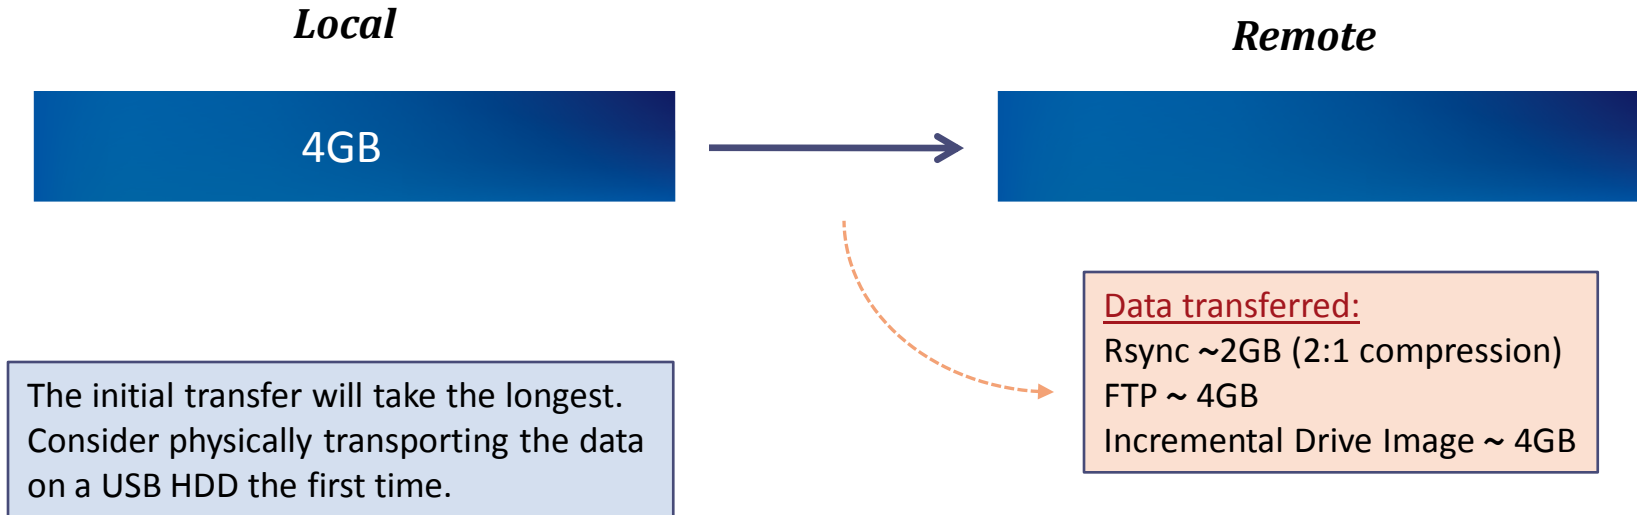 Local
Remote
4GB
The initial transfer will take the longest.
Consider physically transporting the data
on a USB HDD the first time.
Data transferred:
Rsync ~2GB (2:1 compression)
FTP ~ 4GB
Incremental Drive Image ~ 4GB